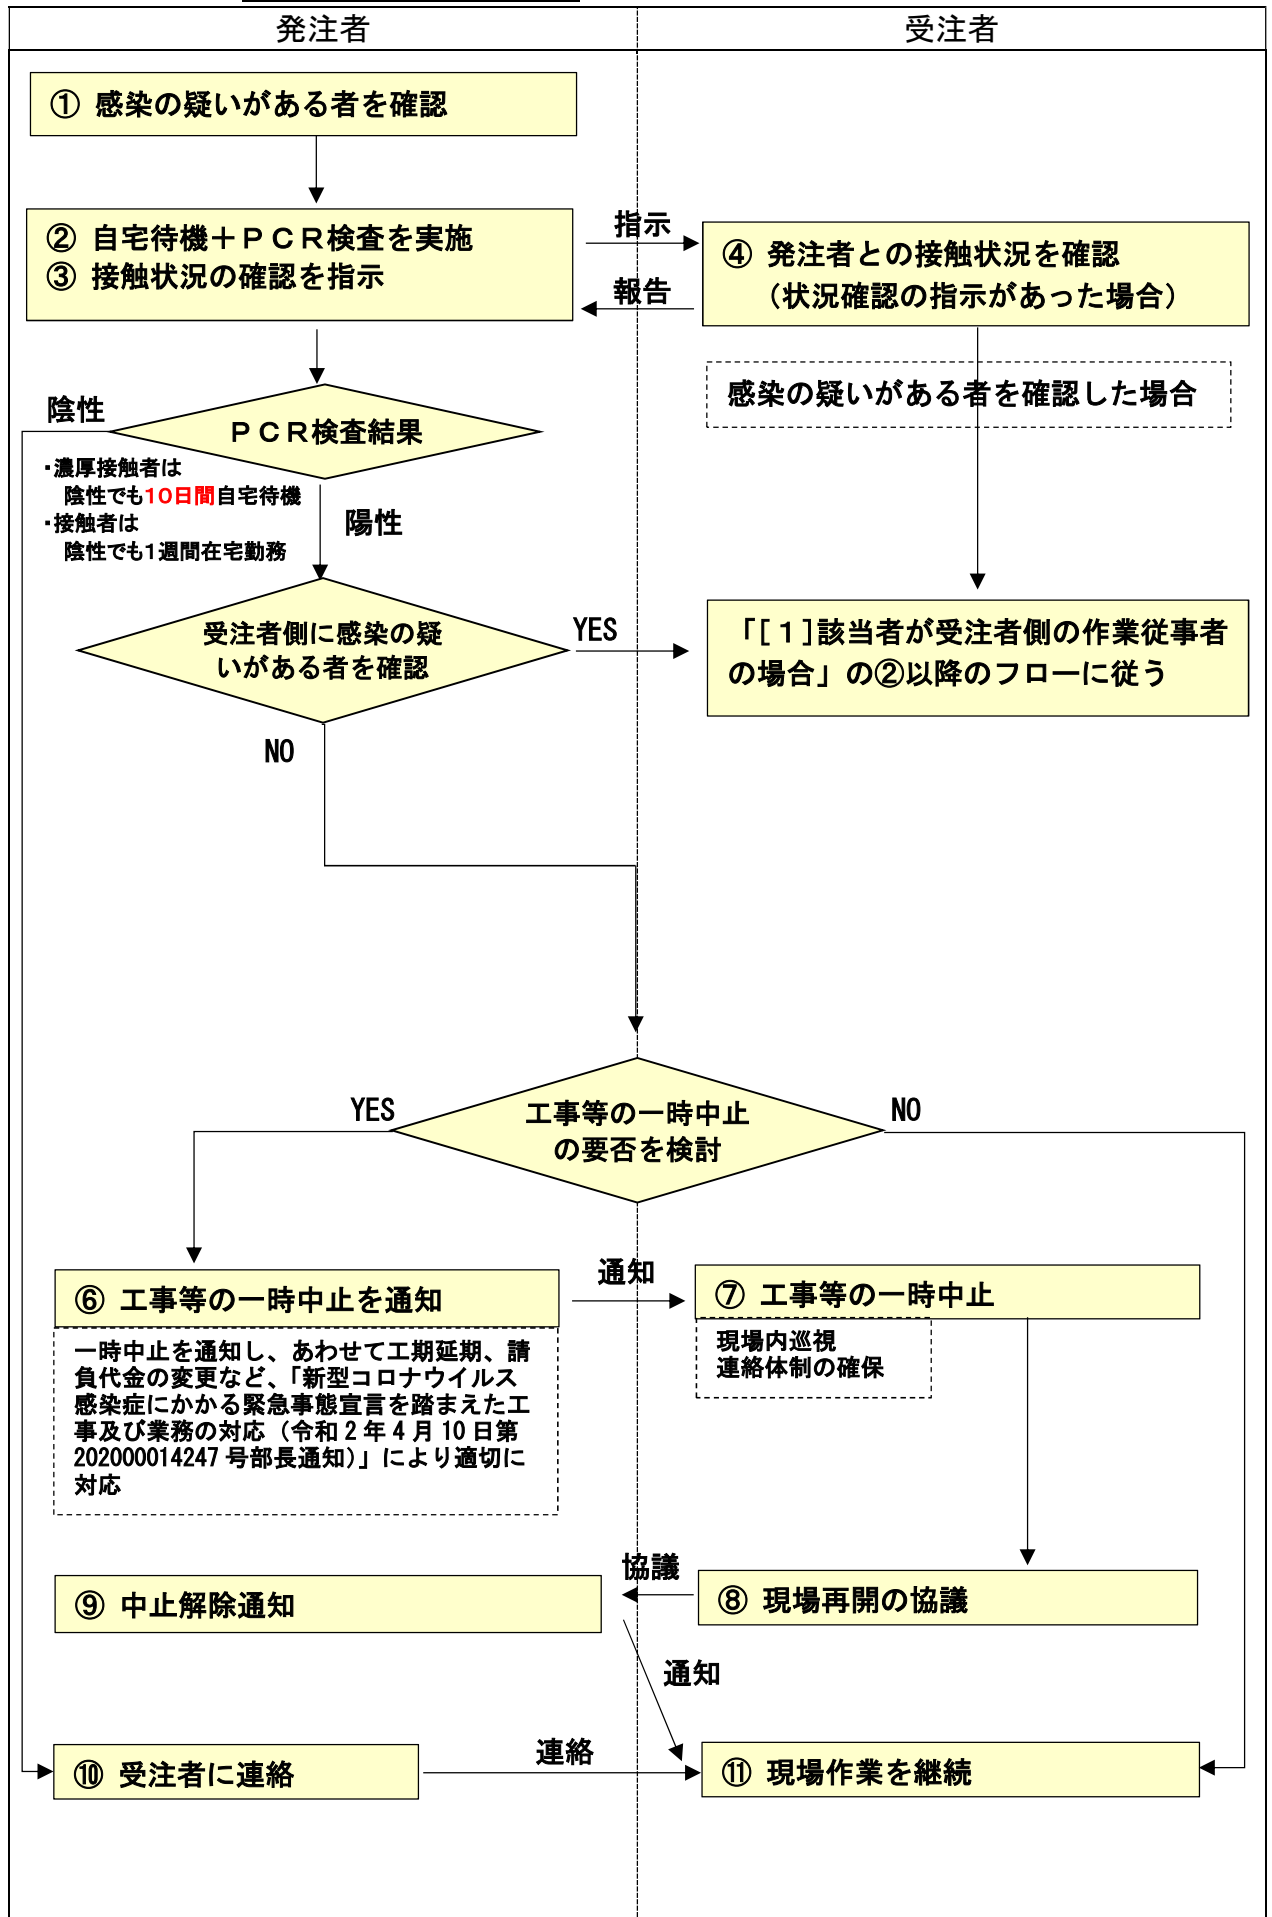 発注者
受注者
① 感染の疑いがある者を確認
② 自宅待機＋ＰＣＲ検査を実施
③ 接触状況の確認を指示
指示
報告
④ 発注者との接触状況を確認
（状況確認の指示があった場合）
感染の疑いがある者を確認した場合
陰性
ＰＣＲ検査結果
・濃厚接触者は
陰性でも10日間自宅待機
・接触者は
陰性でも1週間在宅勤務
陽性
受注者側に感染の疑
いがある者を確認
YES
「[１]該当者が受注者側の作業従事者
の場合」の②以降のフローに従う
NO
YES
工事等の一時中止
の要否を検討
NO
⑥ 工事等の一時中止を通知
通知
⑦ 工事等の一時中止
一時中止を通知し、あわせて工期延期、請
負代金の変更など、「新型コロナウイルス
感染症にかかる緊急事態宣言を踏まえた工
事及び業務の対応（令和２年４月10日第
202000014247号部長通知）」により適切に
対応
現場内巡視
連絡体制の確保
協議
⑨ 中止解除通知
⑧ 現場再開の協議
通知
⑩ 受注者に連絡
連絡
⑪ 現場作業を継続